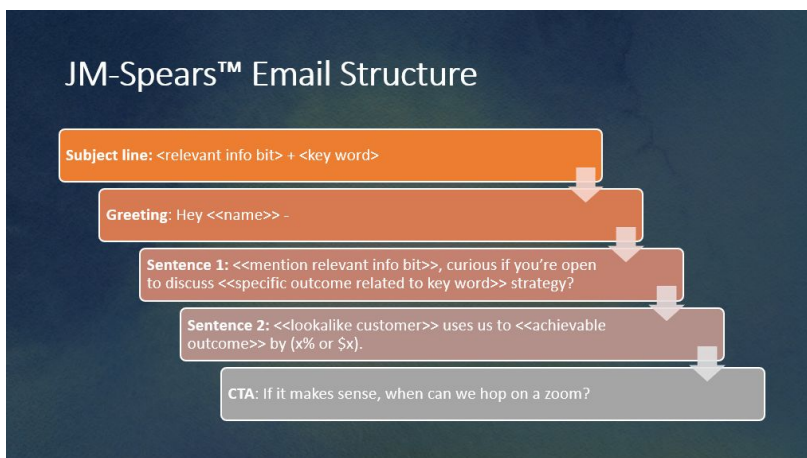 JM-Spears™ Email Structure
Subject line: <relevant info bit> + <key word>
Greeting: Hey <<name>> -
Sentence 1: <<mention relevant info bit>>, curious if you're open
to discuss <<specific outcome related to key word>> strategy?
Sentence 2: <<lookalike customer>> uses us to <<achievable
outcome>> by (x% or $x).
CTA: If it makes sense, when can we hop on a zoom?